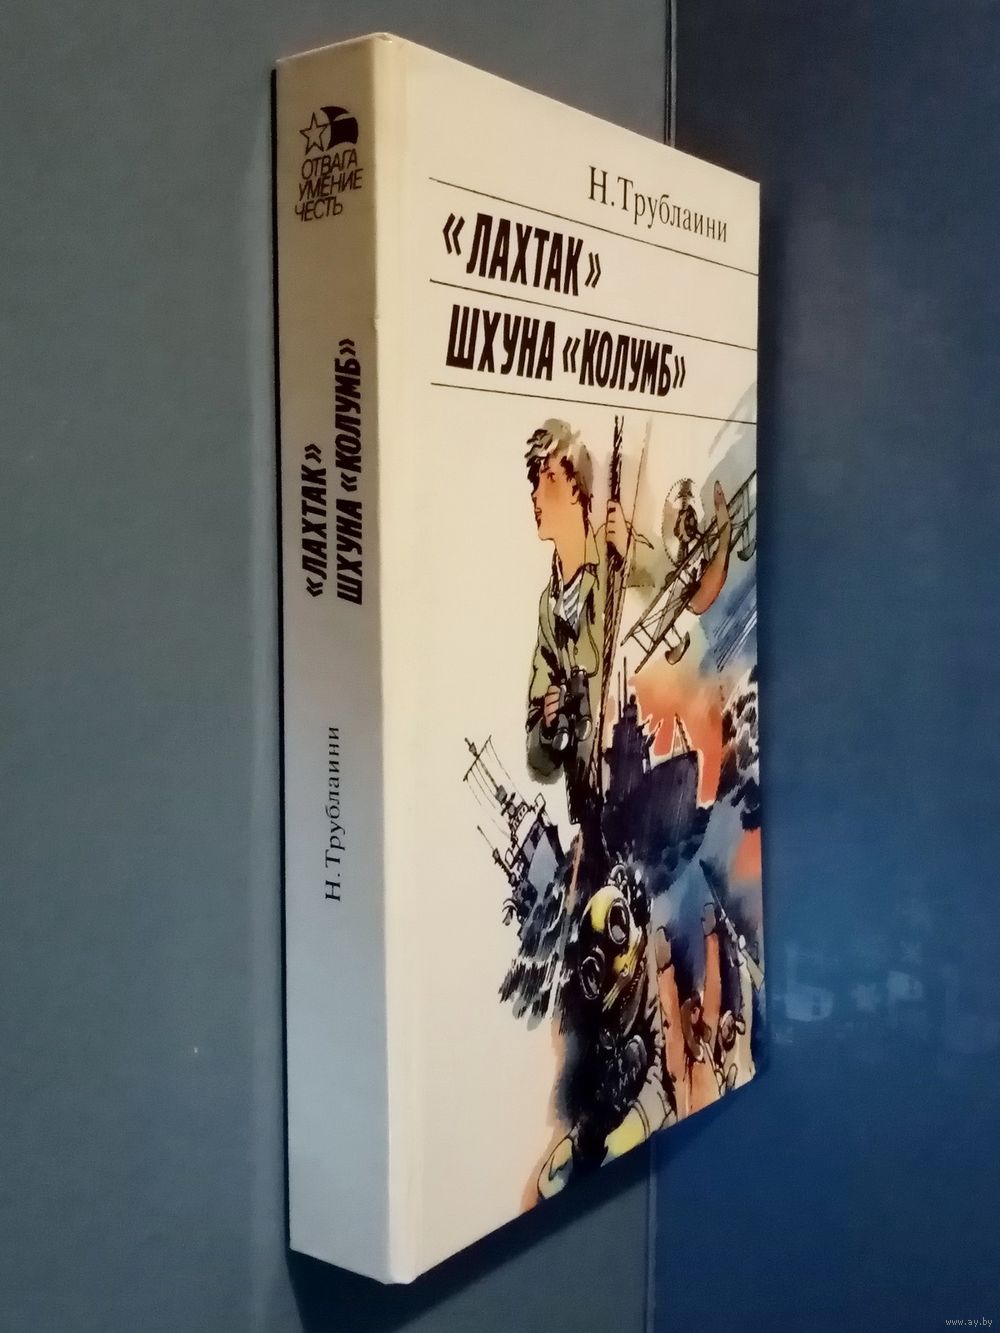 ОТВАГА
УМЕНИЕ
ЧЕСТЬ
«ЛАХТАК»
ШХУНА «КОЛУМБ»
Н. Трублаини
Н. Трублаини
«ЛАХТАК»
ШХУНА «КОЛУМБ»
www.ay.by